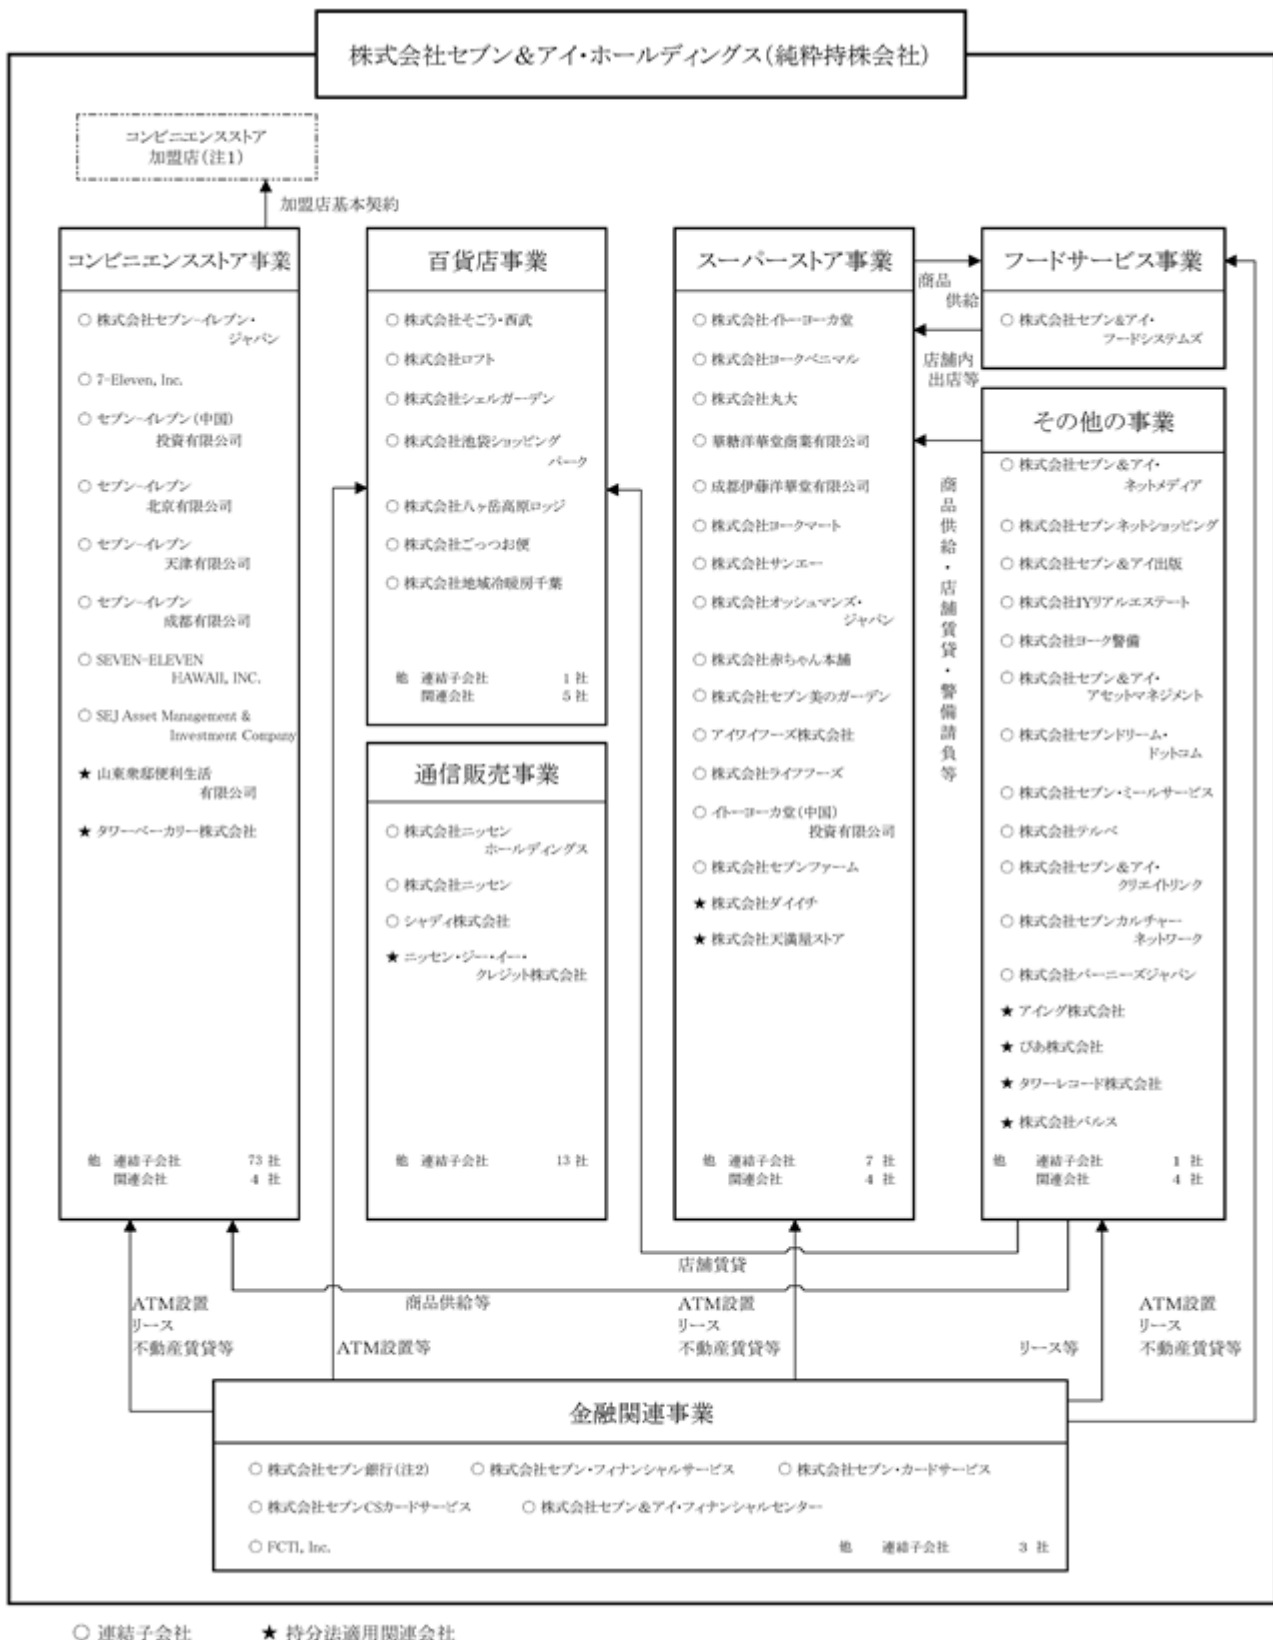 株式会社セブン＆アイ・ホールディングス(純粋持株会社)
コンビニエンスストア
加盟店(注1)
加盟店基本契約
コンビニエンスストア事業
○ 株式会社セブン-イレブン・
ジャパン
○ 7-Eleven, Inc.
○ セブン-イレブン(中国)
投資有限公司
○ セブン-イレブン
北京有限公司
○ セブン-イレブン
天津有限公司
○ セブン-イレブン
成都有限公司
○ SEVEN-ELEVEN
HAWAII, INC.
○ SEJ Asset Management &
Investment Company
★ 山東衆邸便利生活
有限公司
★ タワーベーカリー株式会社
他 連結子会社 73 社
関連会社 4 社
百貨店事業
○ 株式会社そごう・西武
○ 株式会社ロフト
○ 株式会社シェルガーデン
○ 株式会社池袋ショッピング
パーク
○ 株式会社八ヶ岳高原ロッジ
○ 株式会社ごっつお便
○ 株式会社地域冷暖房千葉
他 連結子会社 1 社
関連会社 5 社
通信販売事業
○ 株式会社ニッセン
ホールディングス
○ 株式会社ニッセン
○ シャディ株式会社
★ ニッセン・ジー・イー・
クレジット株式会社
他 連結子会社 13 社
スーパーストア事業
○ 株式会社イトーヨーカ堂
○ 株式会社ヨークベニマル
○ 株式会社丸大
○ 華糖洋華堂商業有限公司
○ 成都伊藤洋華堂有限公司
○ 株式会社ヨークマート
○ 株式会社サンエー
○ 株式会社オッシュマンズ・
ジャパン
○ 株式会社赤ちゃん本舗
○ 株式会社セブン美のガーデン
○ アイワイフーズ株式会社
○ 株式会社ライフフーズ
○ イトーヨーカ堂(中国)
投資有限公司
○ 株式会社セブンファーム
★ 株式会社ダイイチ
★ 株式会社天満屋ストア
他 連結子会社 7 社
関連会社 4 社
商品
供給
店舗内
出店等
商品供給・店舗賃貸・警備請負等
フードサービス事業
○ 株式会社セブン&アイ・
フードシステムズ
その他の事業
○ 株式会社セブン&アイ・
ネットメディア
○ 株式会社セブンネットショッピング
○ 株式会社セブン&アイ出版
○ 株式会社IYリアルエステート
○ 株式会社ヨーク警備
○ 株式会社セブン&アイ・
アセットマネジメント
○ 株式会社セブンドリーム・
ドットコム
○ 株式会社セブン・ミールサービス
○ 株式会社テルベ
○ 株式会社セブン&アイ・
クリエイトリンク
○ 株式会社セブンカルチャー
ネットワーク
○ 株式会社バーニーズジャパン
★ アイング株式会社
★ ぴあ株式会社
★ タワーレコード株式会社
★ 株式会社バルス
他 連結子会社 1 社
関連会社 4 社
店舗賃貸
商品供給等
ATM設置
リース
不動産賃貸等
ATM設置等
ATM設置
リース
不動産賃貸等
リース等
ATM設置
リース
不動産賃貸等
金融関連事業
○ 株式会社セブン銀行(注2) ○ 株式会社セブン・フィナンシャルサービス ○ 株式会社セブン・カードサービス
○ 株式会社セブンCSカードサービス ○ 株式会社セブン&アイ・フィナンシャルセンター
○ FCTI, Inc. 他 連結子会社 3 社
○ 連結子会社 ★ 持分法適用関連会社